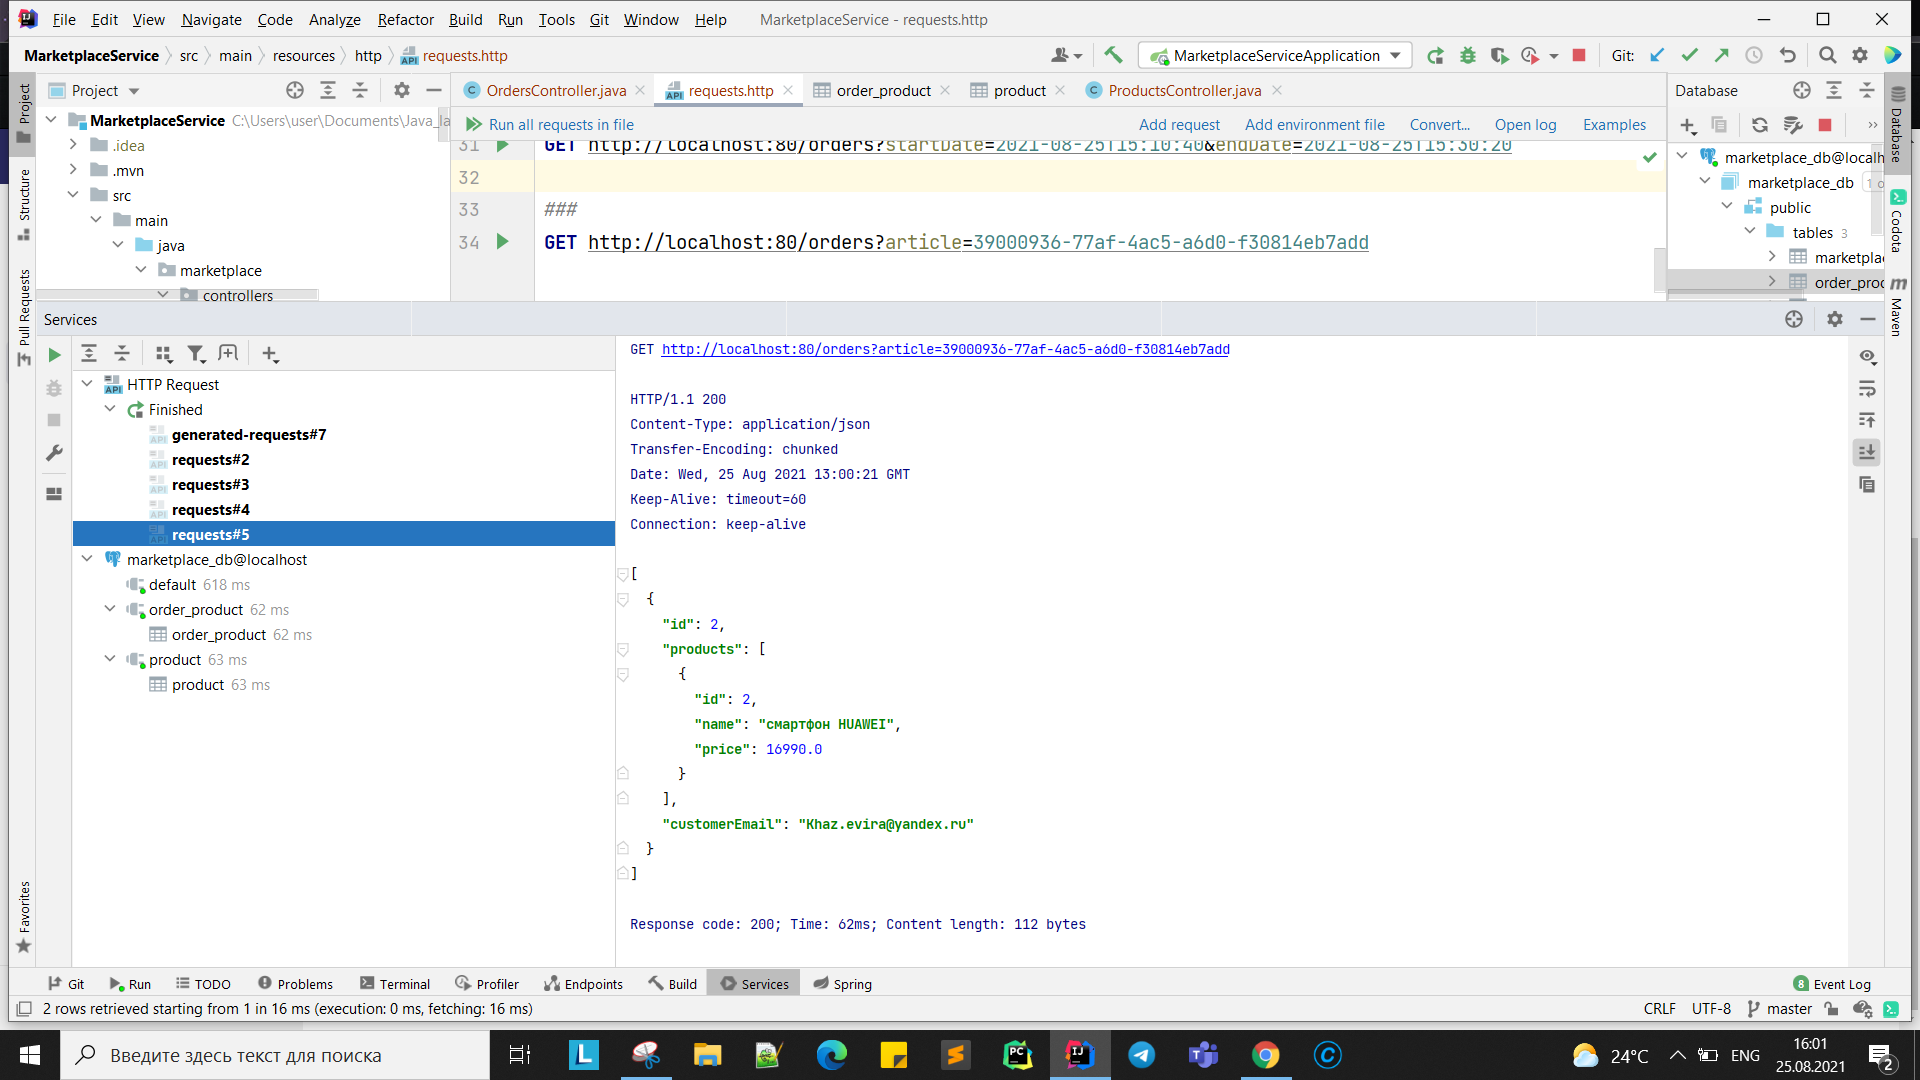 File Edit View Navigate Code Analyze Refactor Build Run Tools Git Window Help MarketplaceService - requests.http
MarketplaceService src main resources http requests.http MarketplaceServiceApplication Git:
Project OrdersController.java requests.http order_product product ProductsController.java Database
MarketplaceService C:\Users\user\Documents\Java_la
Run all requests in file Add request Add environment file Convert... Open log Examples
.idea
.mvn
src
main
java
marketplace
controllers
31 GET http://localhost:80/orders?startDate=2021-08-25T15:10:40&endDate=2021-08-25T15:30:20
32
33 ###
34 GET http://localhost:80/orders?article=39000936-77af-4ac5-a6d0-f30814eb7add
marketplace_db@localh
marketplace_db 1 o
public
tables 3
marketplac
order_prod
Project
Structure
Pull Requests
Favorites
Database
Codota
Maven
Services
HTTP Request
Finished
generated-requests#7
requests#2
requests#3
requests#4
requests#5
marketplace_db@localhost
default 618 ms
order_product 62 ms
order_product 62 ms
product 63 ms
product 63 ms
GET http://localhost:80/orders?article=39000936-77af-4ac5-a6d0-f30814eb7add
HTTP/1.1 200
Content-Type: application/json
Transfer-Encoding: chunked
Date: Wed, 25 Aug 2021 13:00:21 GMT
Keep-Alive: timeout=60
Connection: keep-alive
[
{
"id": 2,
"products": [
{
"id": 2,
"name": "смартфон HUAWEI",
"price": 16990.0
}
],
"customerEmail": "Khaz.evira@yandex.ru"
}
]
Response code: 200; Time: 62ms; Content length: 112 bytes
Git Run TODO Problems Terminal Profiler Endpoints Build Services Spring 8 Event Log
2 rows retrieved starting from 1 in 16 ms (execution: 0 ms, fetching: 16 ms) CRLF UTF-8 master
Введите здесь текст для поиска 24°C ENG 16:01
25.08.2021 2